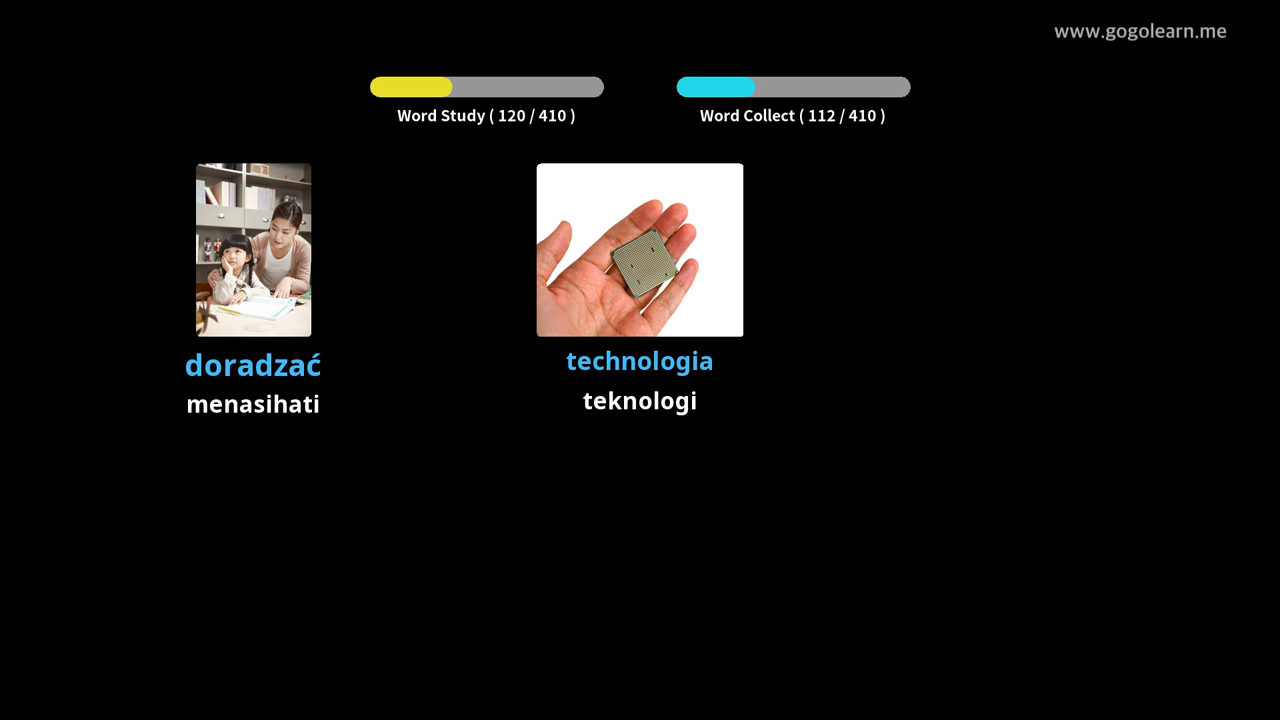 www.gogolearn.me
Word Study ( 120 / 410 )
Word Collect ( 112 / 410 )
doradzać
menasihati
technologia
teknologi